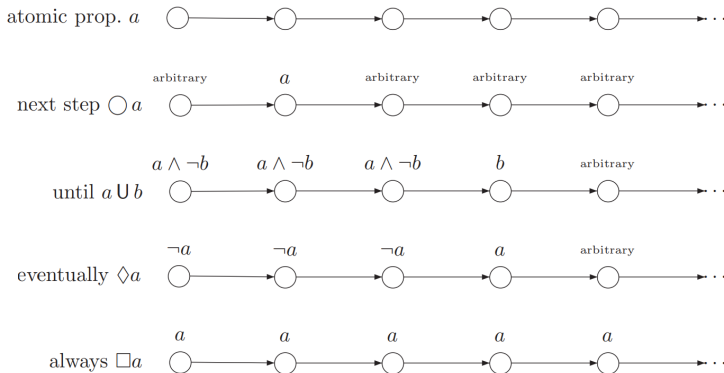 atomic prop. a
arbitrary a arbitrary arbitrary arbitrary
next step ○ a
a ∧ ¬b a ∧ ¬b a ∧ ¬b b arbitrary
until a U b
¬a ¬a ¬a a arbitrary
eventually ◇a
a a a a a
always □a